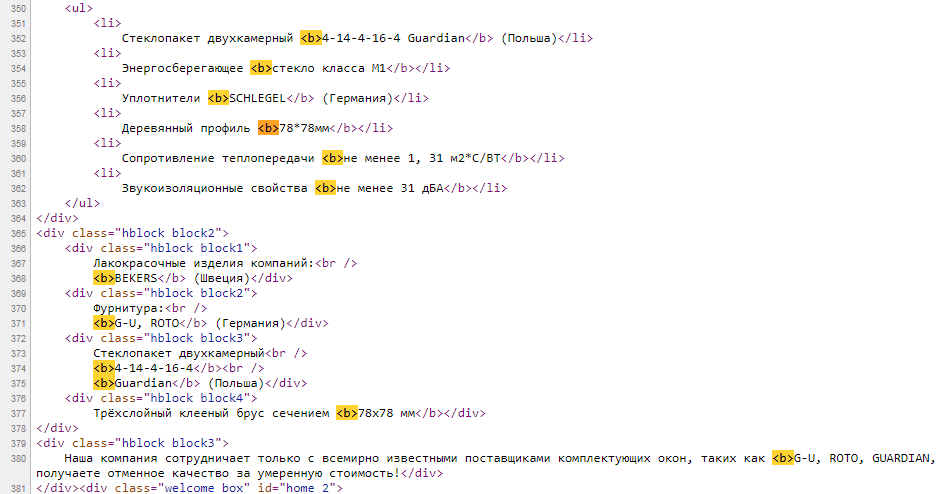 350 <ul>
351 <li>
352 Стеклопакет двухкамерный <b>4-14-4-16-4 Guardian</b> (Польша)</li>
353 <li>
354 Энергосберегающее <b>стекло класса М1</b></li>
355 <li>
356 Уплотнители <b>SCHLEGEL</b> (Германия)</li>
357 <li>
358 Деревянный профиль <b>78*78мм</b></li>
359 <li>
360 Сопротивление теплопередачи <b>не менее 1, 31 м2*С/ВТ</b></li>
361 <li>
362 Звукоизоляционные свойства <b>не менее 31 дБА</b></li>
363 </ul>
364 </div>
365 <div class="hblock block2">
366 <div class="hblock block1">
367 Лакокрасочные изделия компаний:<br />
368 <b>BEKERS</b> (Швеция)</div>
369 <div class="hblock block2">
370 Фурнитура:<br />
371 <b>G-U, ROTO</b> (Германия)</div>
372 <div class="hblock block3">
373 Стеклопакет двухкамерный<br />
374 <b>4-14-4-16-4</b><br />
375 <b>Guardian</b> (Польша)</div>
376 <div class="hblock block4">
377 Трёхслойный клееный брус сечением <b>78х78 мм</b></div>
378 </div>
379 <div class="hblock block3">
380 Наша компания сотрудничает только с всемирно известными поставщиками комплектующих окон, таких как <b>G-U, ROTO, GUARDIAN,
получаете отменное качество за умеренную стоимость!</div>
381 </div><div class="welcome_box" id="home_2">